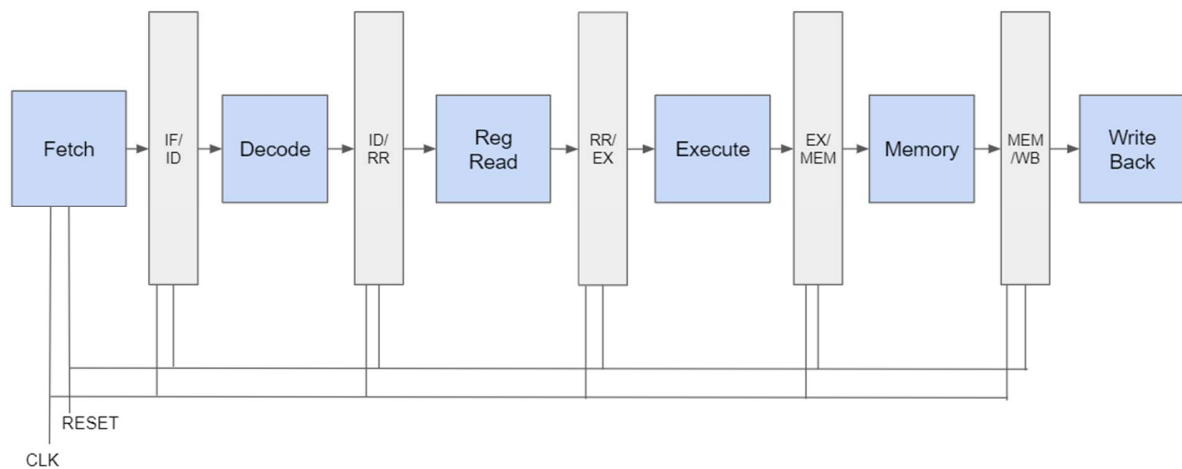 Fetch
IF/
ID
Decode
ID/
RR
Reg
Read
RR/
EX
Execute
EX/
MEM
Memory
MEM
/WB
Write
Back
RESET
CLK